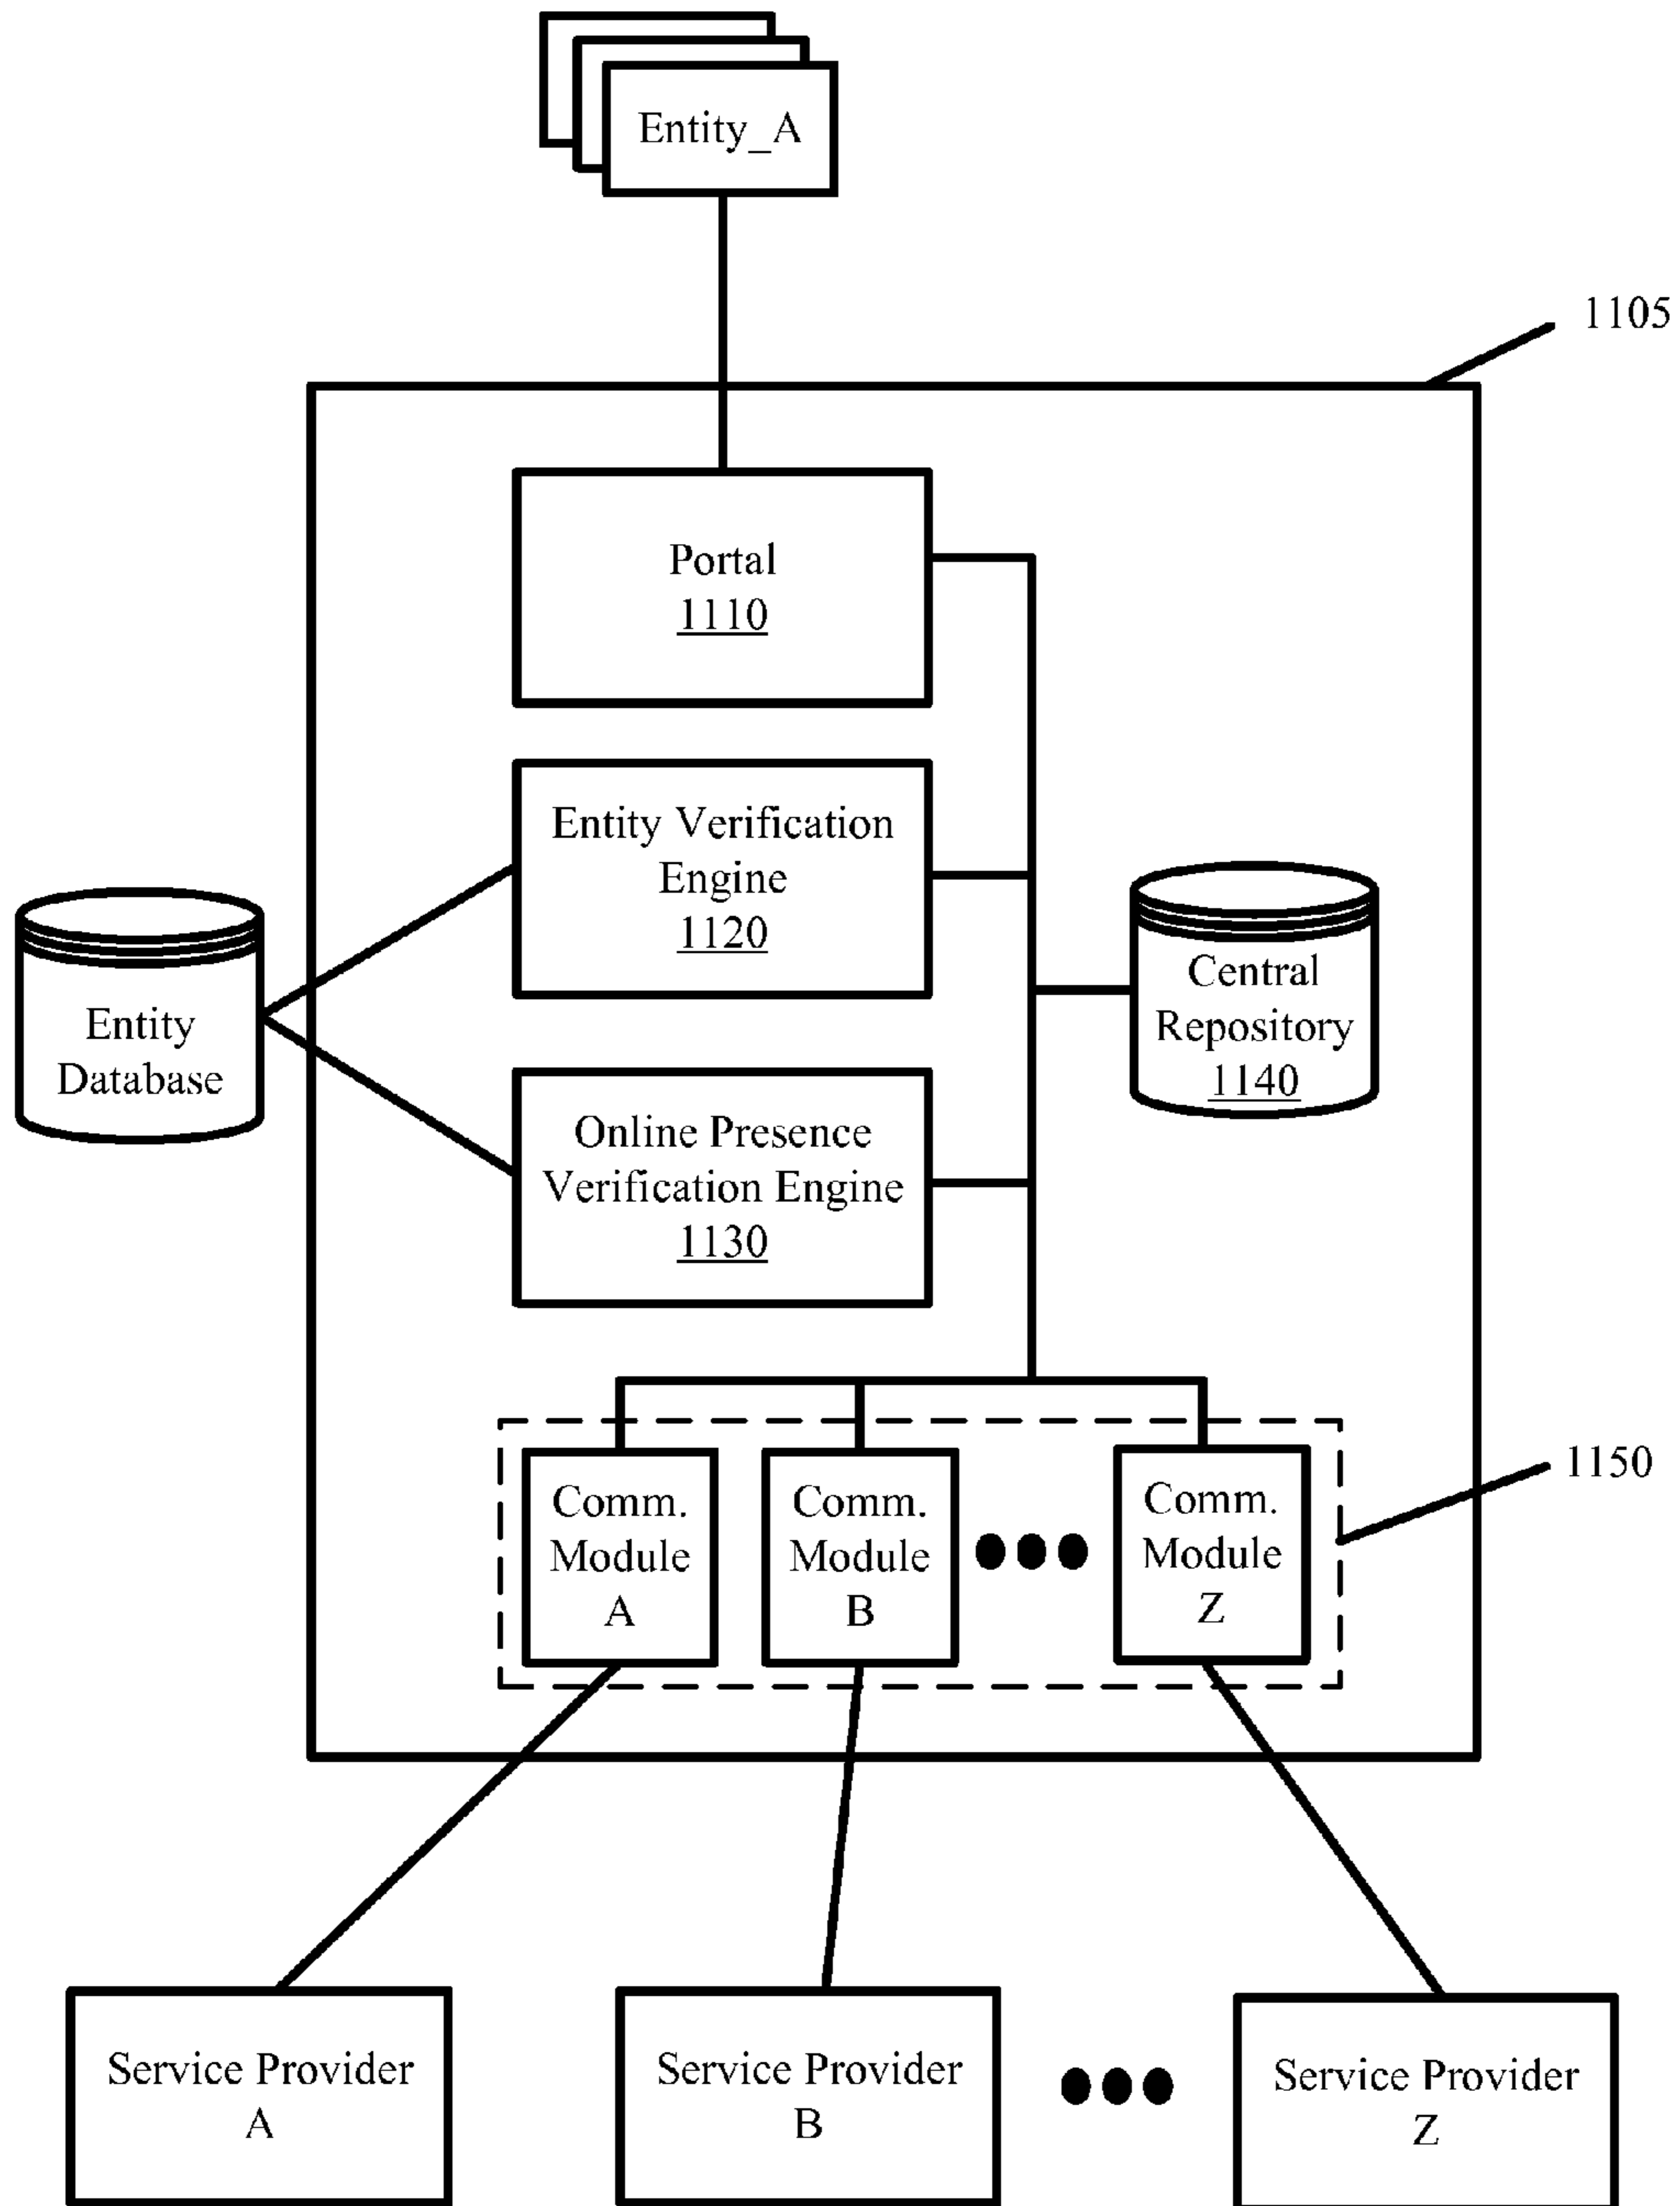 Entity_A
1105
Portal
1110
Entity Verification
Engine
1120
Entity
Database
Central
Repository
1140
Online Presence
Verification Engine
1130
Comm.
Module
A
Comm.
Module
B
Comm.
Module
Z
1150
Service Provider
A
Service Provider
B
Service Provider
Z